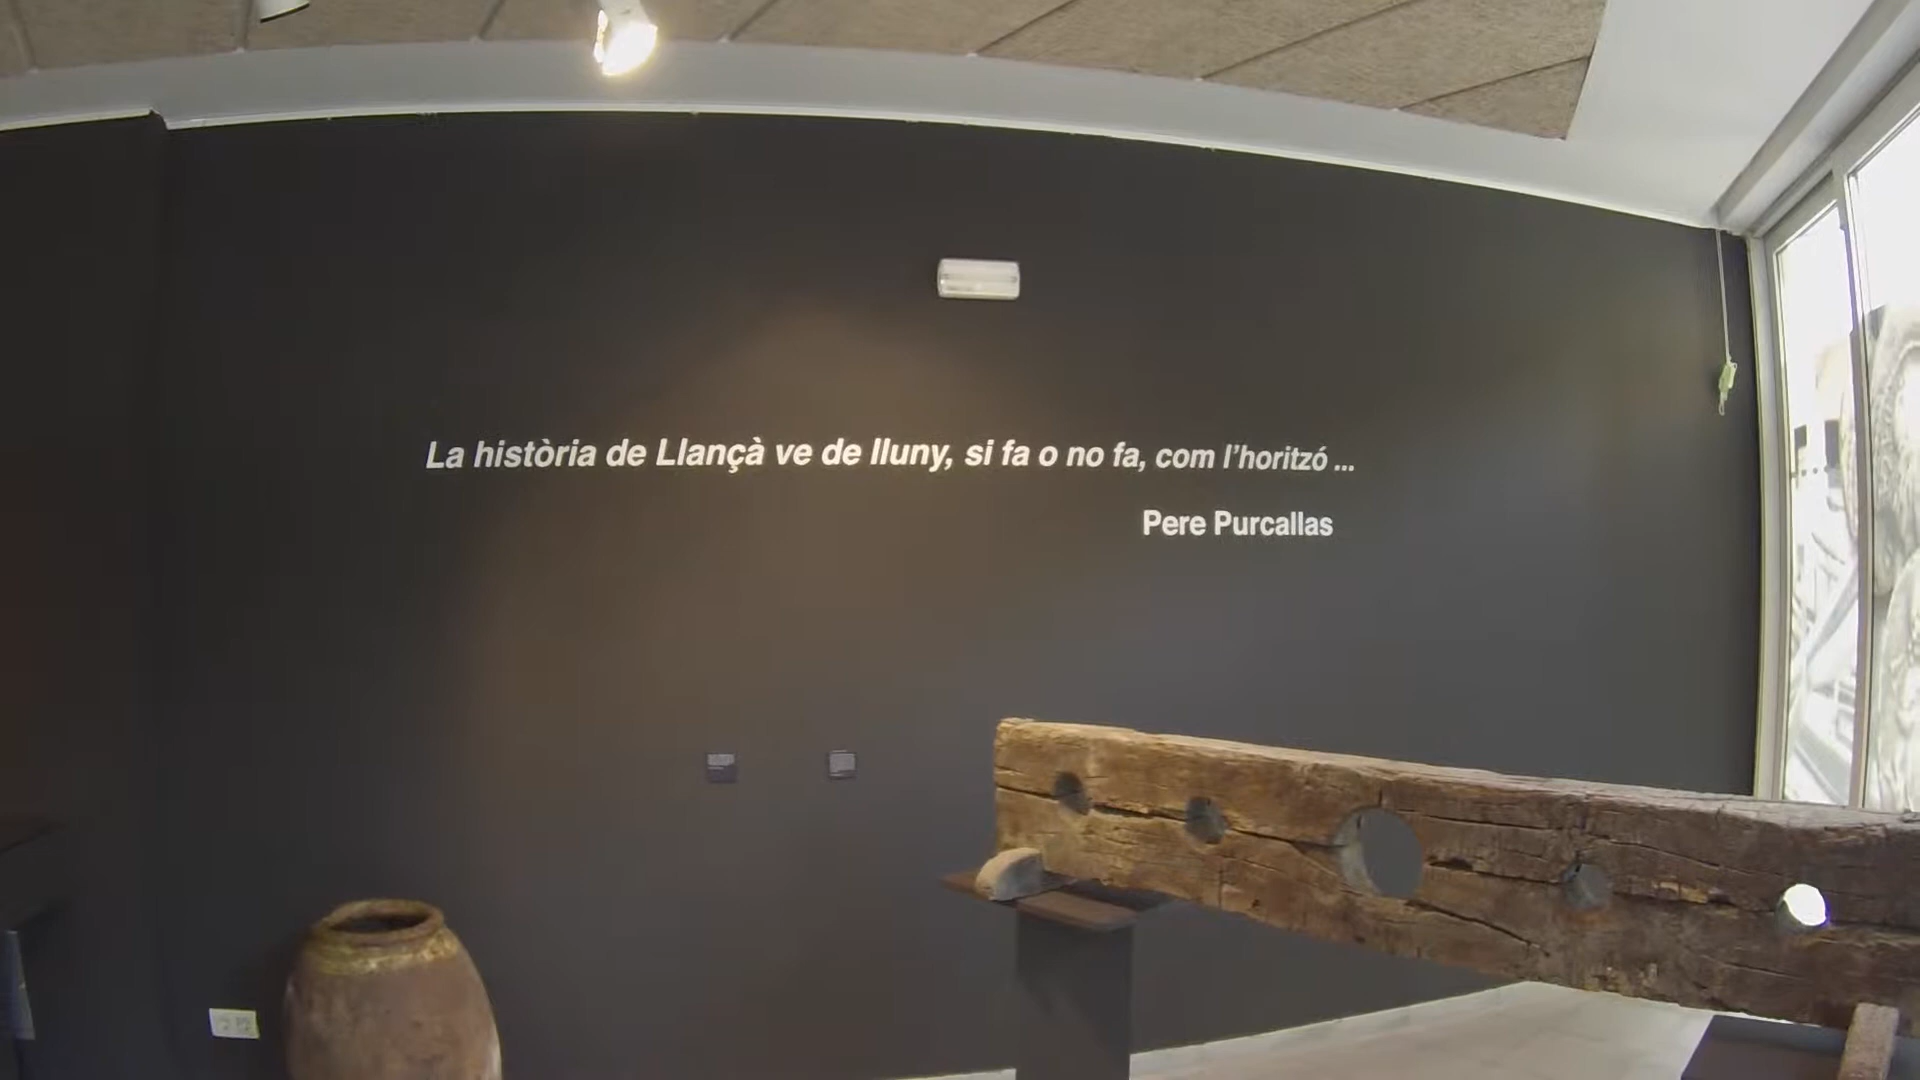 La història de Llançà ve de lluny, si fa o no fa, com l'horitzó ...
Pere Purcallas